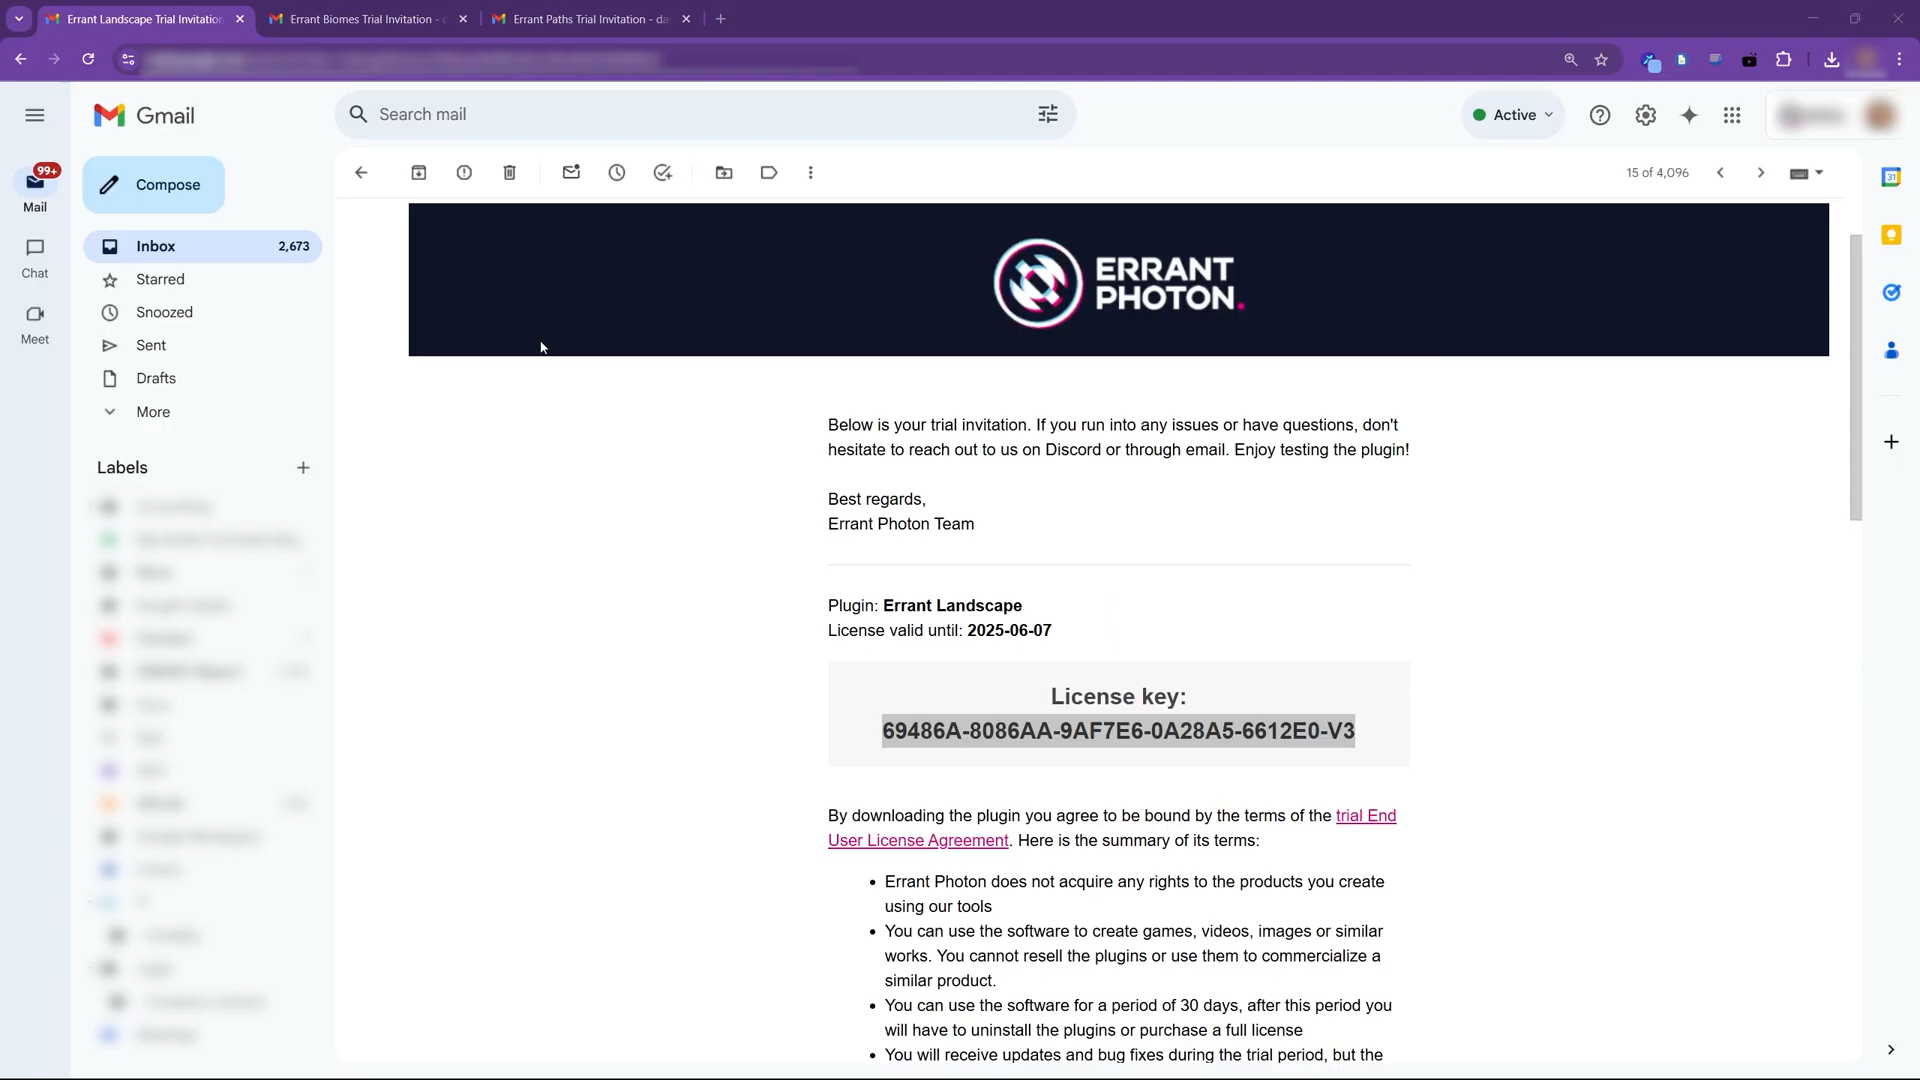 Errant Landscape Trial Invitation
Errant Biomes Trial Invitation -
Errant Paths Trial Invitation - da
Gmail
Search mail
Active
99+
Mail
Chat
Meet
Compose
Inbox 2,673
Starred
Snoozed
Sent
Drafts
More
Labels
15 of 4,096
31
ERRANT
PHOTON.
Below is your trial invitation. If you run into any issues or have questions, don't
hesitate to reach out to us on Discord or through email. Enjoy testing the plugin!
Best regards,
Errant Photon Team
Plugin: Errant Landscape
License valid until: 2025-06-07
License key:
69486A-8086AA-9AF7E6-0A28A5-6612E0-V3
By downloading the plugin you agree to be bound by the terms of the trial End
User License Agreement. Here is the summary of its terms:
• Errant Photon does not acquire any rights to the products you create
using our tools
• You can use the software to create games, videos, images or similar
works. You cannot resell the plugins or use them to commercialize a
similar product.
• You can use the software for a period of 30 days, after this period you
will have to uninstall the plugins or purchase a full license
• You will receive updates and bug fixes during the trial period, but the